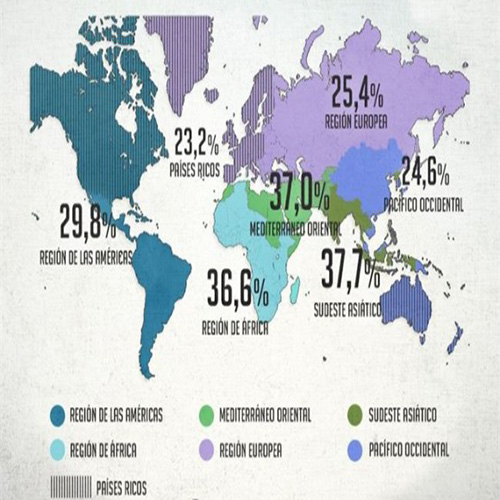 25,4%
REGIÓN EUROPEA
23,2%
PAÍSES RICOS
24,6%
PACÍFICO OCCIDENTAL
37,0%
MEDITERRÁNEO ORIENTAL
29,8%
REGIÓN DE LAS AMÉRICAS
37,7%
SUDESTE ASIÁTICO
36,6%
REGIÓN DE ÁFRICA
REGIÓN DE LAS AMÉRICAS
MEDITERRÁNEO ORIENTAL
SUDESTE ASIÁTICO
REGIÓN DE ÁFRICA
REGIÓN EUROPEA
PACÍFICO OCCIDENTAL
PAÍSES RICOS